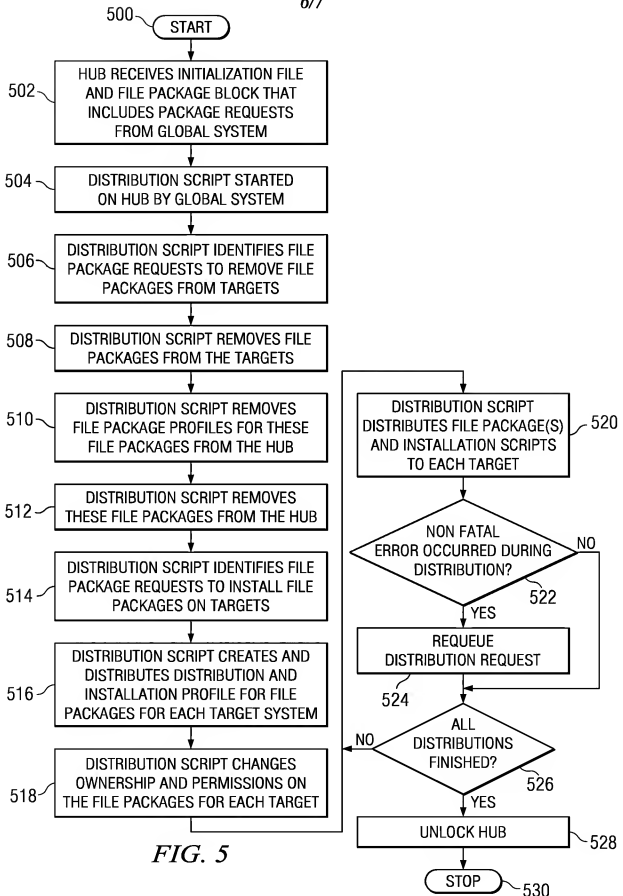 6/7
500
START
502
HUB RECEIVES INITIALIZATION FILE
AND FILE PACKAGE BLOCK THAT
INCLUDES PACKAGE REQUESTS
FROM GLOBAL SYSTEM
504
DISTRIBUTION SCRIPT STARTED
ON HUB BY GLOBAL SYSTEM
506
DISTRIBUTION SCRIPT IDENTIFIES FILE
PACKAGE REQUESTS TO REMOVE FILE
PACKAGES FROM TARGETS
508
DISTRIBUTION SCRIPT REMOVES FILE
PACKAGES FROM THE TARGETS
510
DISTRIBUTION SCRIPT REMOVES
FILE PACKAGE PROFILES FOR THESE
FILE PACKAGES FROM THE HUB
512
DISTRIBUTION SCRIPT REMOVES
THESE FILE PACKAGES FROM THE HUB
514
DISTRIBUTION SCRIPT IDENTIFIES FILE
PACKAGE REQUESTS TO INSTALL FILE
PACKAGES ON TARGETS
516
DISTRIBUTION SCRIPT CREATES AND
DISTRIBUTES DISTRIBUTION AND
INSTALLATION PROFILE FOR FILE
PACKAGES FOR EACH TARGET SYSTEM
518
DISTRIBUTION SCRIPT CHANGES
OWNERSHIP AND PERMISSIONS ON
THE FILE PACKAGES FOR EACH TARGET
DISTRIBUTION SCRIPT
DISTRIBUTES FILE PACKAGE(S)
AND INSTALLATION SCRIPTS
TO EACH TARGET
520
NON FATAL
ERROR OCCURRED DURING
DISTRIBUTION?
NO
522
YES
REQUEUE
DISTRIBUTION REQUEST
524
ALL
DISTRIBUTIONS
FINISHED?
NO
526
YES
UNLOCK HUB
528
STOP
530
FIG. 5